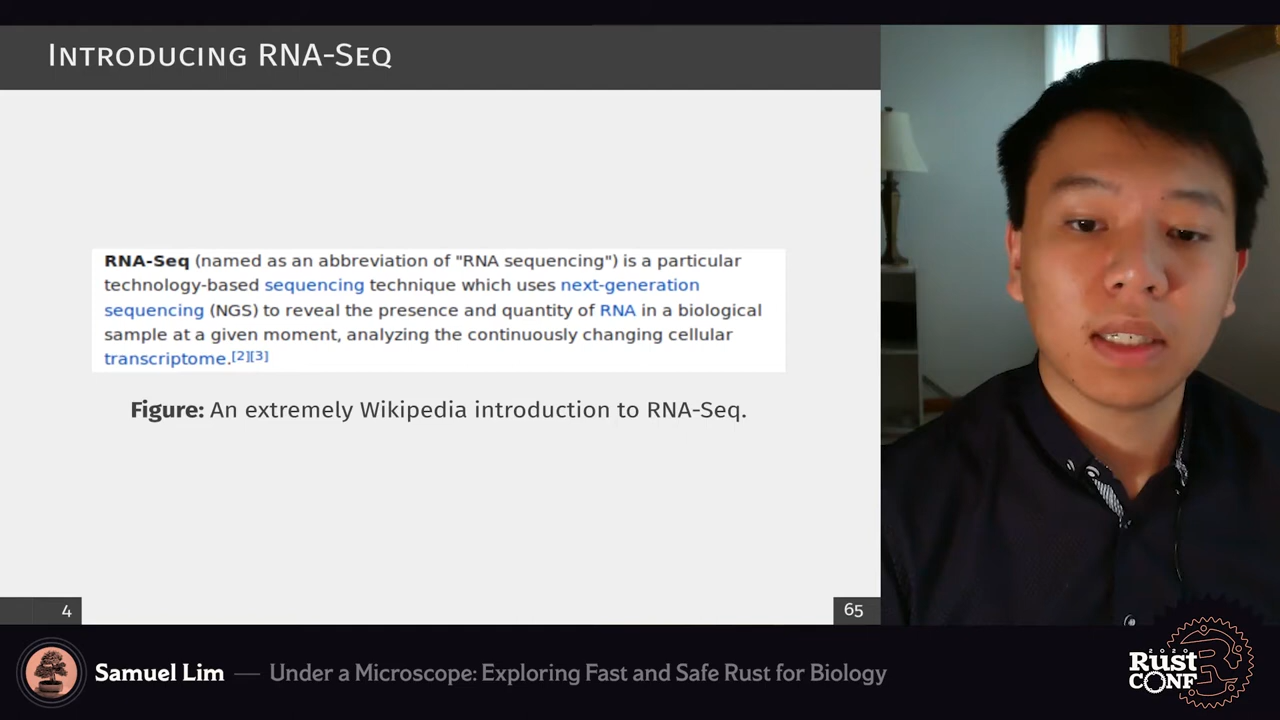 INTRODUCING RNA-SEQ
RNA-Seq (named as an abbreviation of "RNA sequencing") is a particular
technology-based sequencing technique which uses next-generation
sequencing (NGS) to reveal the presence and quantity of RNA in a biological
sample at a given moment, analyzing the continuously changing cellular
transcriptome.[2][3]
Figure: An extremely Wikipedia introduction to RNA-Seq.
4
65
Samuel Lim — Under a Microscope: Exploring Fast and Safe Rust for Biology
2020
RUST
CONF